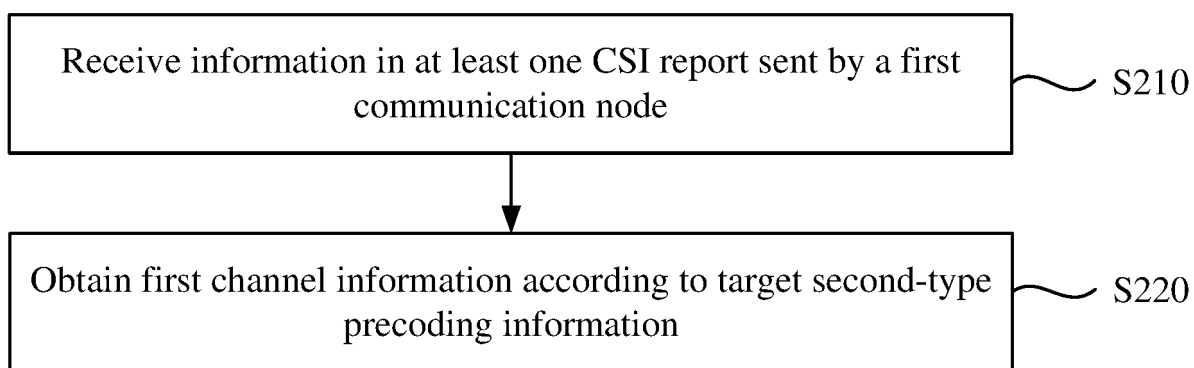 Receive information in at least one CSI report sent by a first
communication node
S210
Obtain first channel information according to target second-type
precoding information
S220